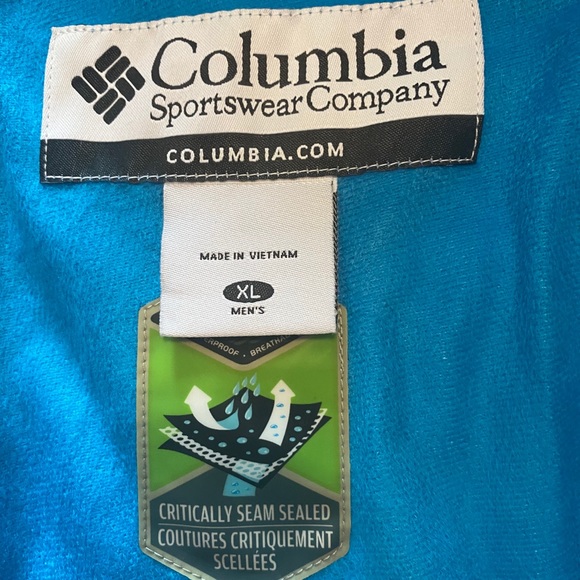 Columbia
Sportswear Company
COLUMBIA.COM
MADE IN VIETNAM
XL
MEN'S
CRITICALLY SEAM SEALED
COUTURES CRITIQUEMENT
SCELLÉES